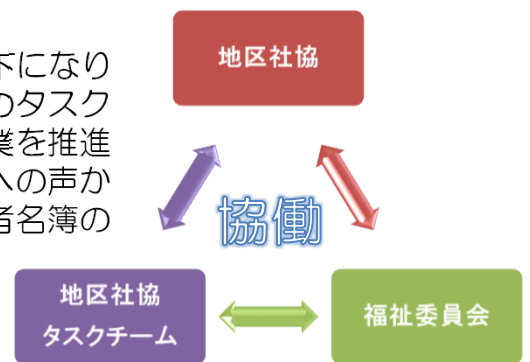 下になり
のタスク
業を推進
への声か
者名簿の
地区社協
協働
地区社協
タスクチーム
福祉委員会